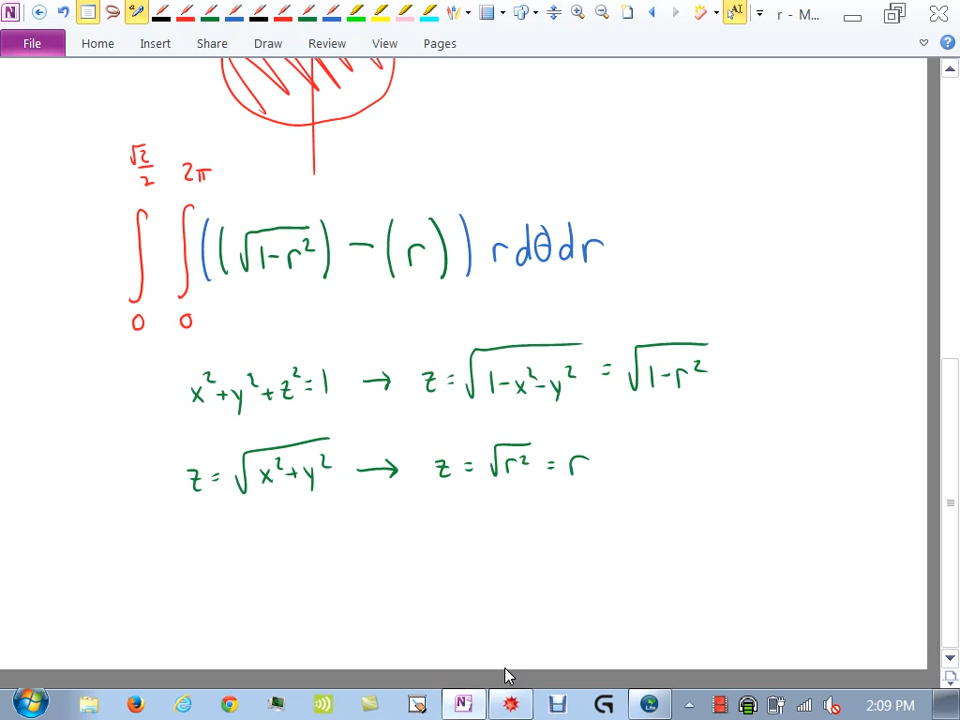 r - M...
File Home Insert Share Draw Review View Pages
√2/2 2π
∫ ∫ ((√1-r²) - (r)) r dθ dr
0 0
x² + y² + z² = 1 → z = √1-x²-y² = √1-r²
z = √x²+y² → z = √r² = r
2:09 PM